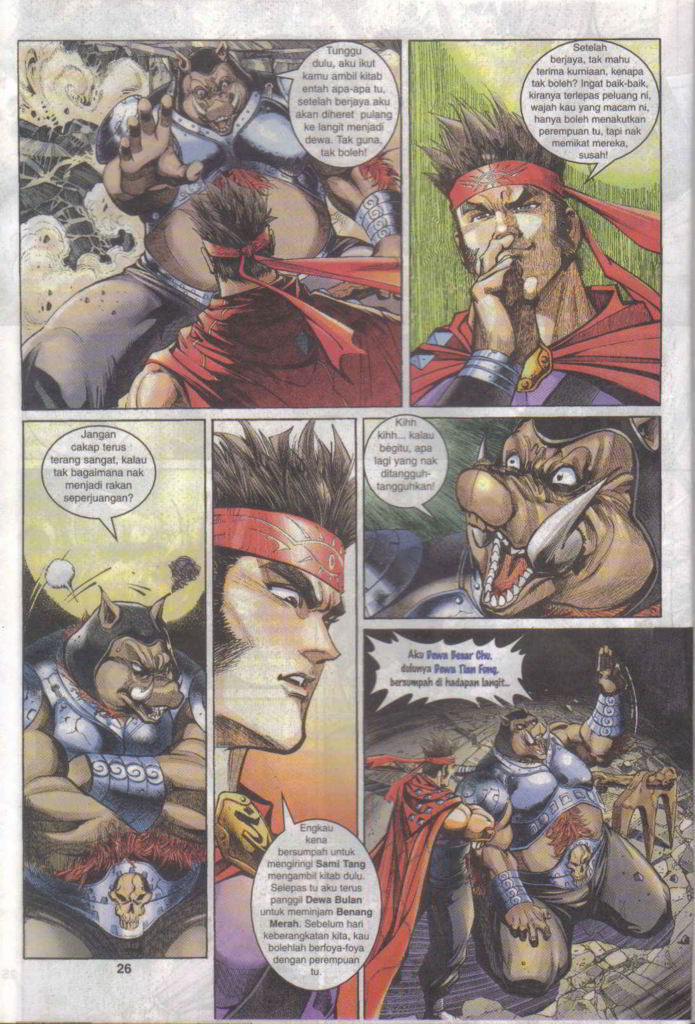 Tunggu
dulu, aku ikut
kamu ambil kitab
entah apa-apa tu,
setelah berjaya aku
akan diheret pulang
ke langit menjadi
dewa. Tak guna,
tak boleh!
Setelah
berjaya, tak mahu
terima kurniaan, kenapa
tak boleh? Ingat baik-baik,
kiranya terlepas peluang ni,
wajah kau yang macam ni,
hanya boleh menakutkan
perempuan tu, tapi nak
memikat mereka,
susah!
Jangan
cakap terus
terang sangat, kalau
tak bagaimana nak
menjadi rakan
seperjuangan?
Engkau
kena
bersumpah untuk
mengiringi Sami Tang
mengambil kitab dulu.
Selepas tu aku terus
panggil Dewa Bulan
untuk meminjam Benang
Merah. Sebelum hari
keberangkatan kita, kau
bolehlah berfoya-foya
dengan perempuan
tu.
Kihh
kihh... kalau
begitu, apa
lagi yang nak
ditangguh-
tangguhkan!
Aku Dewa Besar Chu,
dulunya Dewa Tian Fung,
bersumpah di hadapan langit...
26